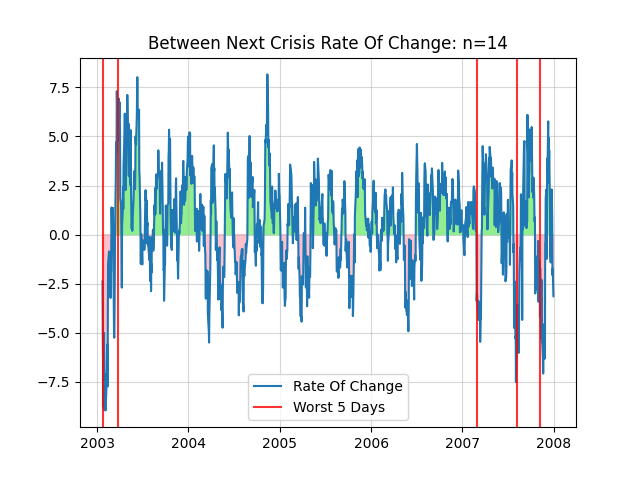 Between Next Crisis Rate Of Change: n=14
7.5
5.0
2.5
0.0
−2.5
−5.0
−7.5
Rate Of Change
Worst 5 Days
2003 2004 2005 2006 2007 2008